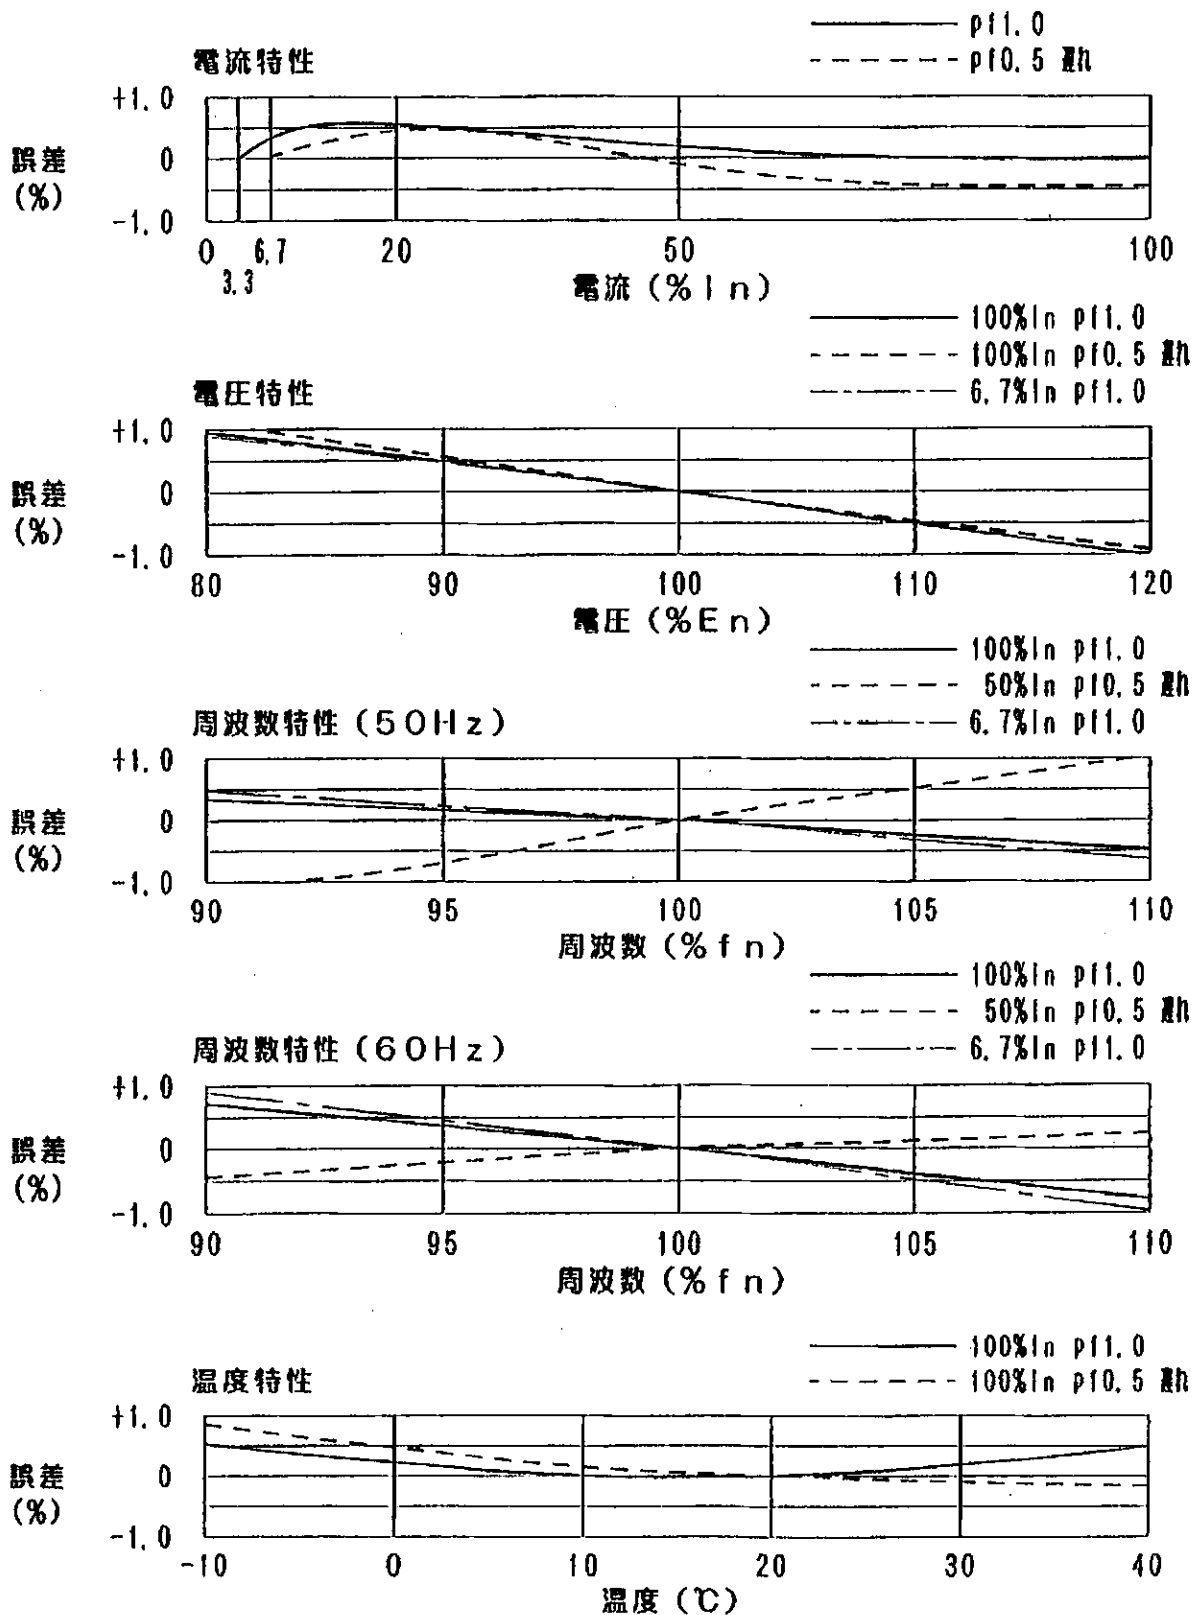 pf1.0
pf0.5 遅れ
電流特性
+1.0
誤差
0
(%)
-1.0
0 6.7 20 50 100
3.3
電流(%In)
100%In pf1.0
100%In pf0.5 遅れ
6.7%In pf1.0
電圧特性
+1.0
誤差
0
(%)
-1.0
80 90 100 110 120
電圧(%En)
100%In pf1.0
50%In pf0.5 遅れ
6.7%In pf1.0
周波数特性(50Hz)
+1.0
誤差
0
(%)
-1.0
90 95 100 105 110
周波数(%fn)
100%In pf1.0
50%In pf0.5 遅れ
6.7%In pf1.0
周波数特性(60Hz)
+1.0
誤差
0
(%)
-1.0
90 95 100 105 110
周波数(%fn)
100%In pf1.0
100%In pf0.5 遅れ
温度特性
+1.0
誤差
0
(%)
-1.0
-10 0 10 20 30 40
温度(℃)